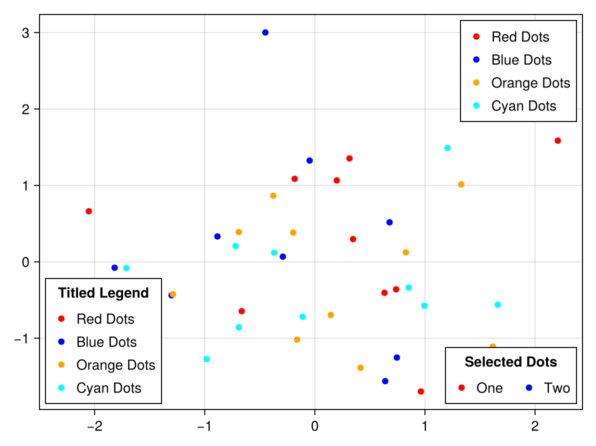 3
2
1
0
−1
Red Dots
Blue Dots
Orange Dots
Cyan Dots
Titled Legend
Red Dots
Blue Dots
Orange Dots
Cyan Dots
Selected Dots
One Two
−2 −1 0 1 2